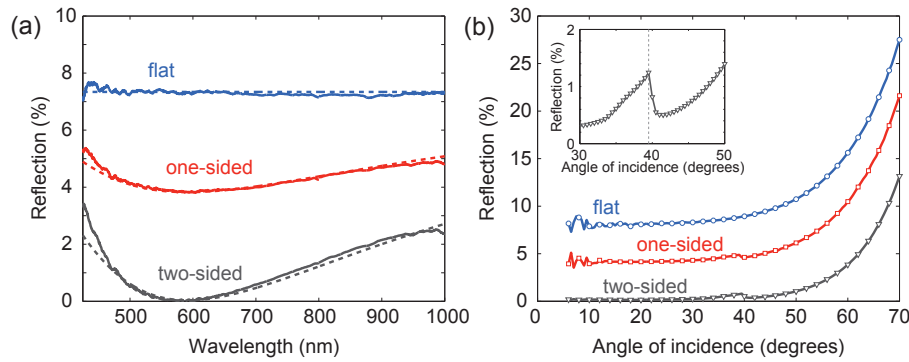 (a)
Reflection (%)
10
8
6
4
2
0
flat
one-sided
two-sided
500 600 700 800 900 1000
Wavelength (nm)
(b)
Reflection (%)
30
25
20
15
10
5
0
Reflection (%)
2
1
0
30 40 50
Angle of incidence (degrees)
flat
one-sided
two-sided
0 10 20 30 40 50 60 70
Angle of incidence (degrees)